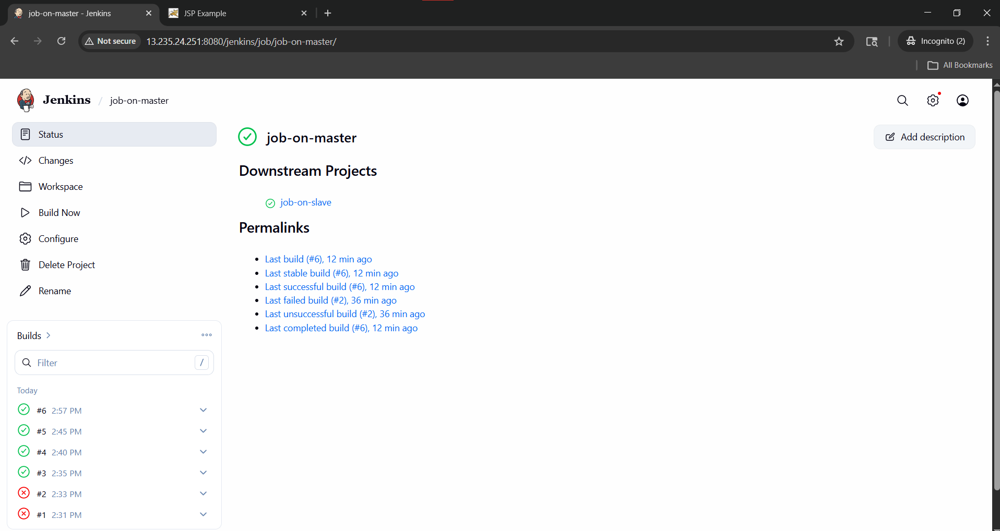 job-on-master - Jenkins
JSP Example
Not secure
13.235.24.251:8080/jenkins/job/job-on-master/
Incognito (2)
All Bookmarks
Jenkins / job-on-master
Status
Changes
Workspace
Build Now
Configure
Delete Project
Rename
Builds
Filter /
Today
#6 2:57 PM
#5 2:45 PM
#4 2:40 PM
#3 2:35 PM
#2 2:33 PM
#1 2:31 PM
job-on-master
Add description
Downstream Projects
job-on-slave
Permalinks
Last build (#6), 12 min ago
Last stable build (#6), 12 min ago
Last successful build (#6), 12 min ago
Last failed build (#2), 36 min ago
Last unsuccessful build (#2), 36 min ago
Last completed build (#6), 12 min ago